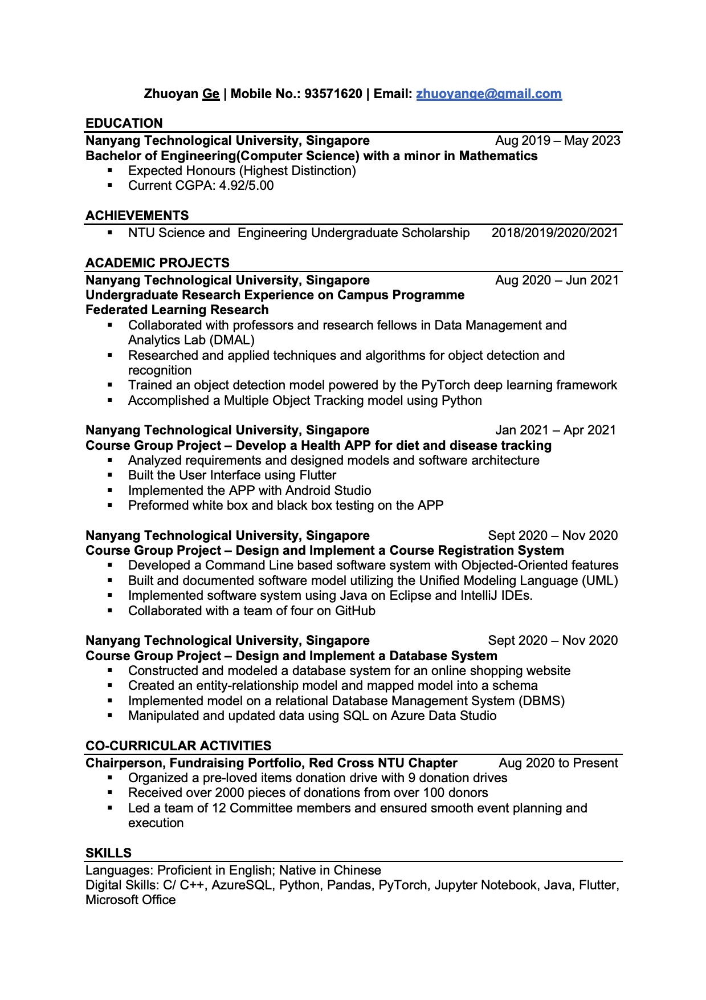 Zhuoyan Ge | Mobile No.: 93571620 | Email: zhuoyange@gmail.com
EDUCATION
Nanyang Technological University, Singapore Aug 2019 – May 2023
Bachelor of Engineering(Computer Science) with a minor in Mathematics
▪ Expected Honours (Highest Distinction)
▪ Current CGPA: 4.92/5.00
ACHIEVEMENTS
▪ NTU Science and  Engineering Undergraduate Scholarship 2018/2019/2020/2021
ACADEMIC PROJECTS
Nanyang Technological University, Singapore Aug 2020 – Jun 2021
Undergraduate Research Experience on Campus Programme
Federated Learning Research
▪ Collaborated with professors and research fellows in Data Management and
Analytics Lab (DMAL)
▪ Researched and applied techniques and algorithms for object detection and
recognition
▪ Trained an object detection model powered by the PyTorch deep learning framework
▪ Accomplished a Multiple Object Tracking model using Python
Nanyang Technological University, Singapore Jan 2021 – Apr 2021
Course Group Project – Develop a Health APP for diet and disease tracking
▪ Analyzed requirements and designed models and software architecture
▪ Built the User Interface using Flutter
▪ Implemented the APP with Android Studio
▪ Preformed white box and black box testing on the APP
Nanyang Technological University, Singapore Sept 2020 – Nov 2020
Course Group Project – Design and Implement a Course Registration System
▪ Developed a Command Line based software system with Objected-Oriented features
▪ Built and documented software model utilizing the Unified Modeling Language (UML)
▪ Implemented software system using Java on Eclipse and IntelliJ IDEs.
▪ Collaborated with a team of four on GitHub
Nanyang Technological University, Singapore Sept 2020 – Nov 2020
Course Group Project – Design and Implement a Database System
▪ Constructed and modeled a database system for an online shopping website
▪ Created an entity-relationship model and mapped model into a schema
▪ Implemented model on a relational Database Management System (DBMS)
▪ Manipulated and updated data using SQL on Azure Data Studio
CO-CURRICULAR ACTIVITIES
Chairperson, Fundraising Portfolio, Red Cross NTU Chapter Aug 2020 to Present
▪ Organized a pre-loved items donation drive with 9 donation drives
▪ Received over 2000 pieces of donations from over 100 donors
▪ Led a team of 12 Committee members and ensured smooth event planning and
execution
SKILLS
Languages: Proficient in English; Native in Chinese
Digital Skills: C/ C++, AzureSQL, Python, Pandas, PyTorch, Jupyter Notebook, Java, Flutter,
Microsoft Office